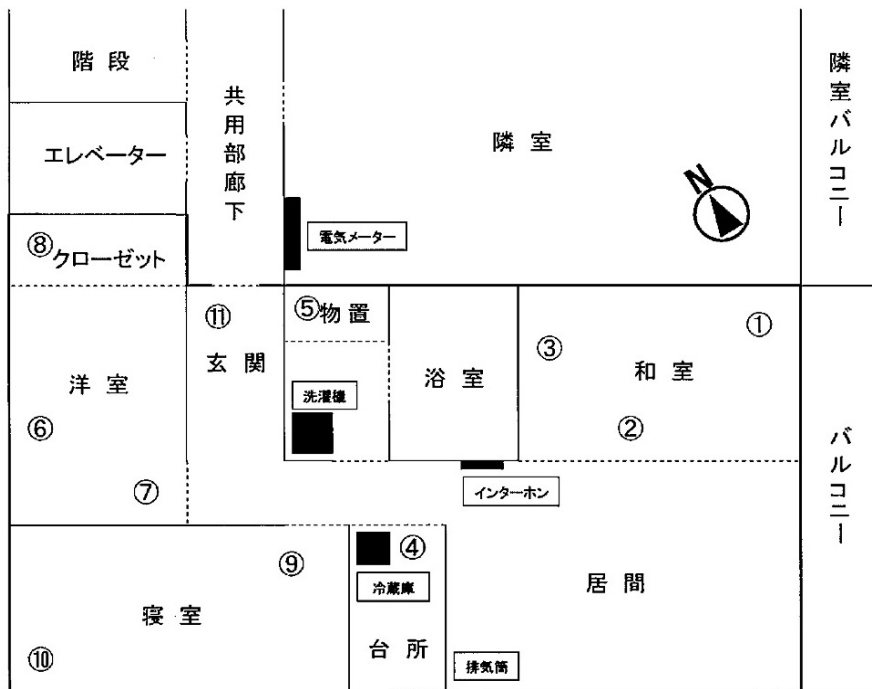 階段
共用部廊下
隣室
隣室バルコニー
エレベーター
N
電気メーター
⑧
クローゼット
⑪
⑤物置
①
③
玄関
和室
洋室
浴室
洗濯機
⑥
②
バルコニー
⑦
インターホン
④
⑨
冷蔵庫
居間
寝室
台所
⑩
排気筒